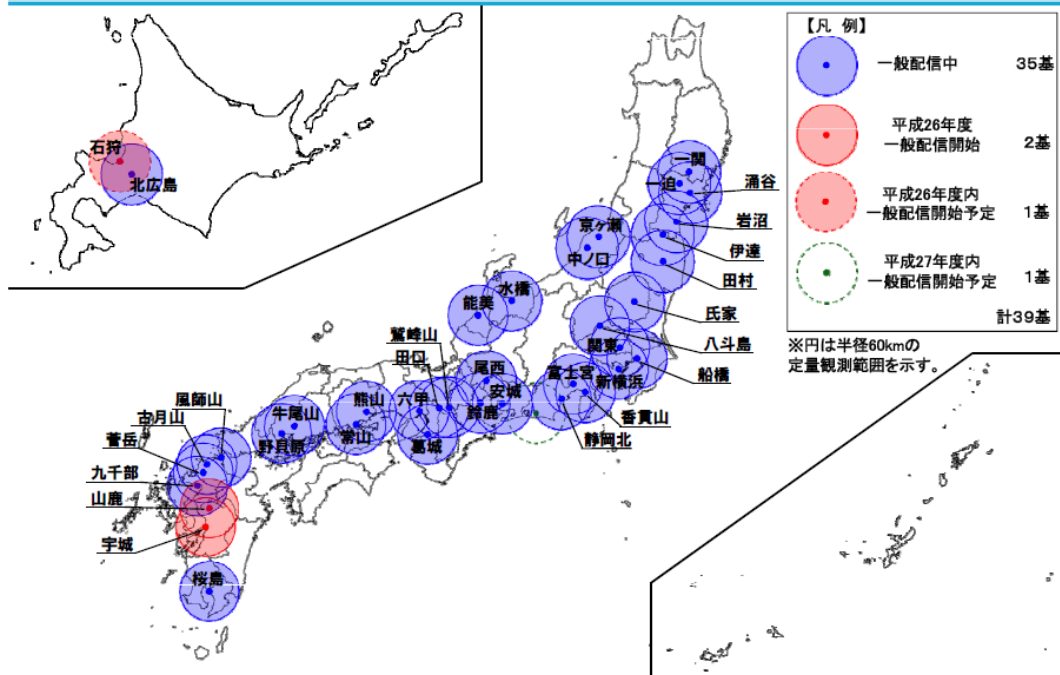 【凡 例】
一般配信中 35基
平成26年度
一般配信開始 2基
平成26年度内
一般配信開始予定 1基
平成27年度内
一般配信開始予定 1基
計39基
※円は半径60kmの
定量観測範囲を示す。
石狩
北広島
一関
一迫
涌谷
岩沼
伊達
田村
氏家
八斗島
船橋
京ヶ瀬
中ノ口
水橋
能美
関東
新横浜
富士宮
香貫山
静岡北
鷲峰山
田口
尾西
安城
鈴鹿
六甲
葛城
熊山
常山
牛尾山
野貝原
風師山
古月山
菅岳
九千部
山鹿
宇城
桜島